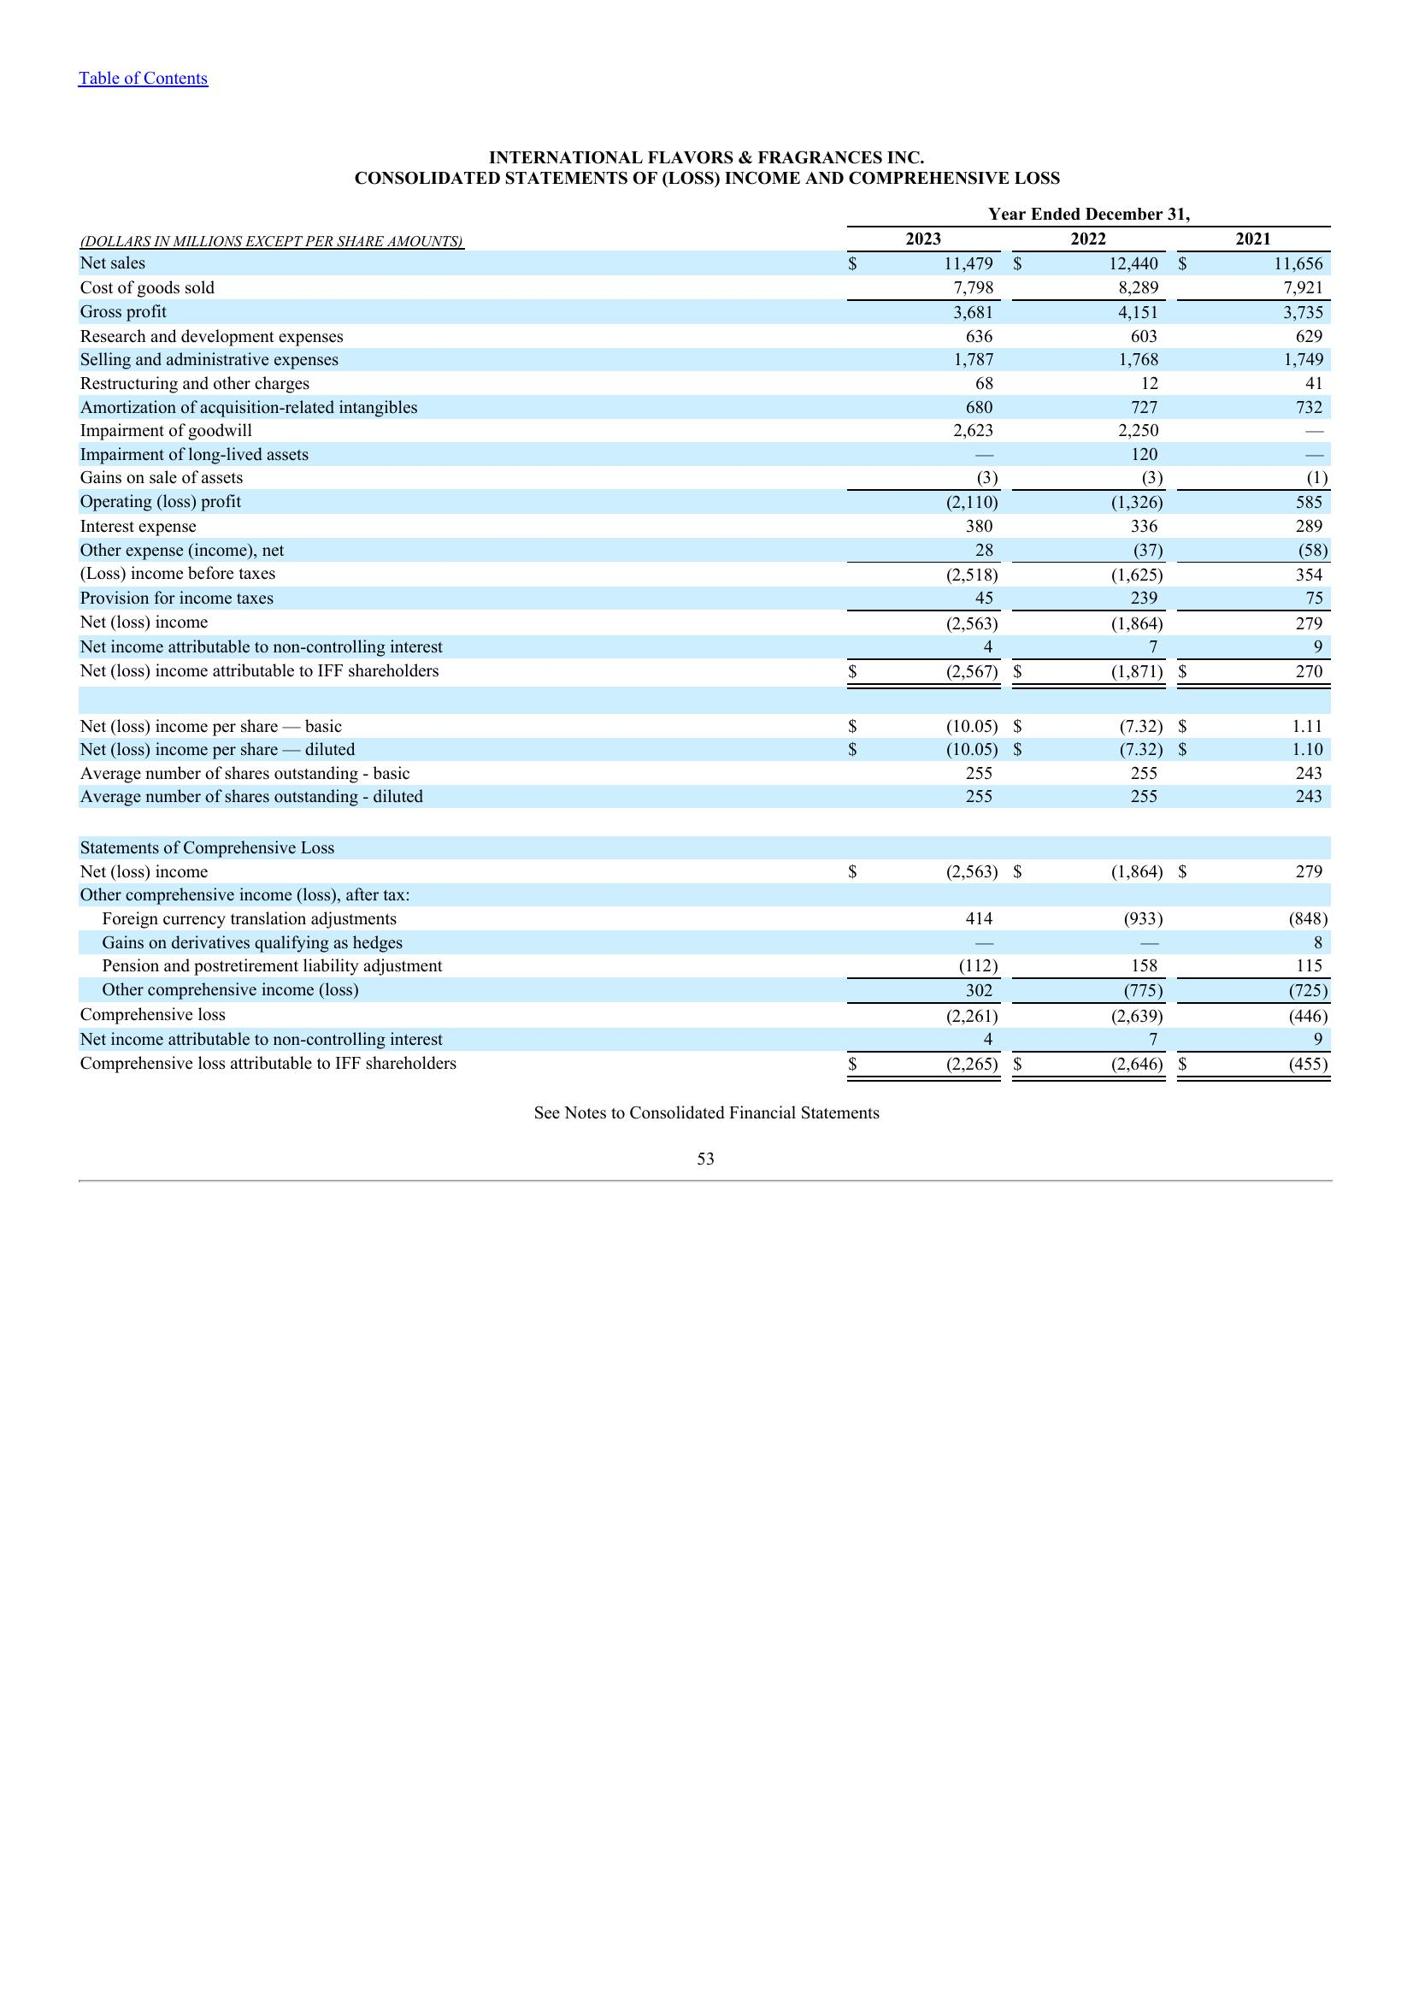 Table of Contents
INTERNATIONAL FLAVORS & FRAGRANCES INC.
CONSOLIDATED STATEMENTS OF (LOSS) INCOME AND COMPREHENSIVE LOSS
Year Ended December 31,
(DOLLARS IN MILLIONS EXCEPT PER SHARE AMOUNTS) 2023 2022 2021
Net sales $ 11,479 $ 12,440 $ 11,656
Cost of goods sold 7,798 8,289 7,921
Gross profit 3,681 4,151 3,735
Research and development expenses 636 603 629
Selling and administrative expenses 1,787 1,768 1,749
Restructuring and other charges 68 12 41
Amortization of acquisition-related intangibles 680 727 732
Impairment of goodwill 2,623 2,250 —
Impairment of long-lived assets — 120 —
Gains on sale of assets (3) (3) (1)
Operating (loss) profit (2,110) (1,326) 585
Interest expense 380 336 289
Other expense (income), net 28 (37) (58)
(Loss) income before taxes (2,518) (1,625) 354
Provision for income taxes 45 239 75
Net (loss) income (2,563) (1,864) 279
Net income attributable to non-controlling interest 4 7 9
Net (loss) income attributable to IFF shareholders $ (2,567) $ (1,871) $ 270
Net (loss) income per share — basic $ (10.05) $ (7.32) $ 1.11
Net (loss) income per share — diluted $ (10.05) $ (7.32) $ 1.10
Average number of shares outstanding - basic 255 255 243
Average number of shares outstanding - diluted 255 255 243
Statements of Comprehensive Loss
Net (loss) income $ (2,563) $ (1,864) $ 279
Other comprehensive income (loss), after tax:
Foreign currency translation adjustments 414 (933) (848)
Gains on derivatives qualifying as hedges — — 8
Pension and postretirement liability adjustment (112) 158 115
Other comprehensive income (loss) 302 (775) (725)
Comprehensive loss (2,261) (2,639) (446)
Net income attributable to non-controlling interest 4 7 9
Comprehensive loss attributable to IFF shareholders $ (2,265) $ (2,646) $ (455)
See Notes to Consolidated Financial Statements
53